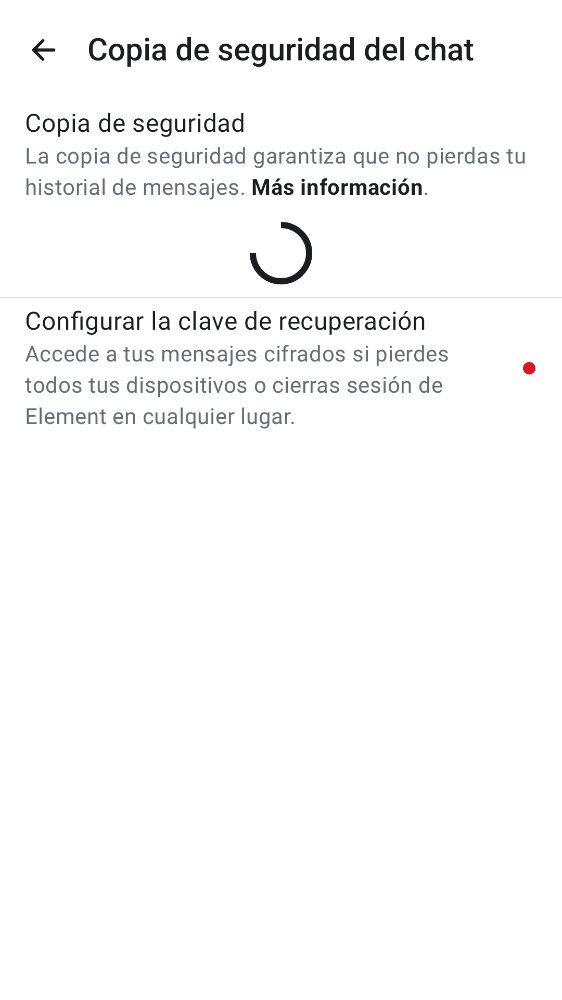 Copia de seguridad del chat
Copia de seguridad
La copia de seguridad garantiza que no pierdas tu
historial de mensajes. Más información.
Configurar la clave de recuperación
Accede a tus mensajes cifrados si pierdes
todos tus dispositivos o cierras sesión de
Element en cualquier lugar.